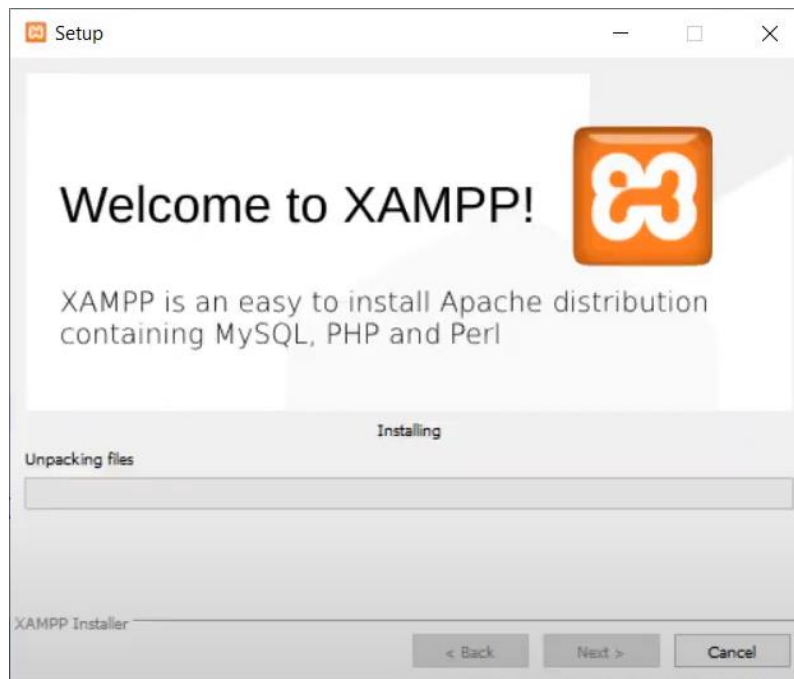 Setup
Welcome to XAMPP!
XAMPP is an easy to install Apache distribution
containing MySQL, PHP and Perl
Installing
Unpacking files
XAMPP Installer
< Back
Next >
Cancel